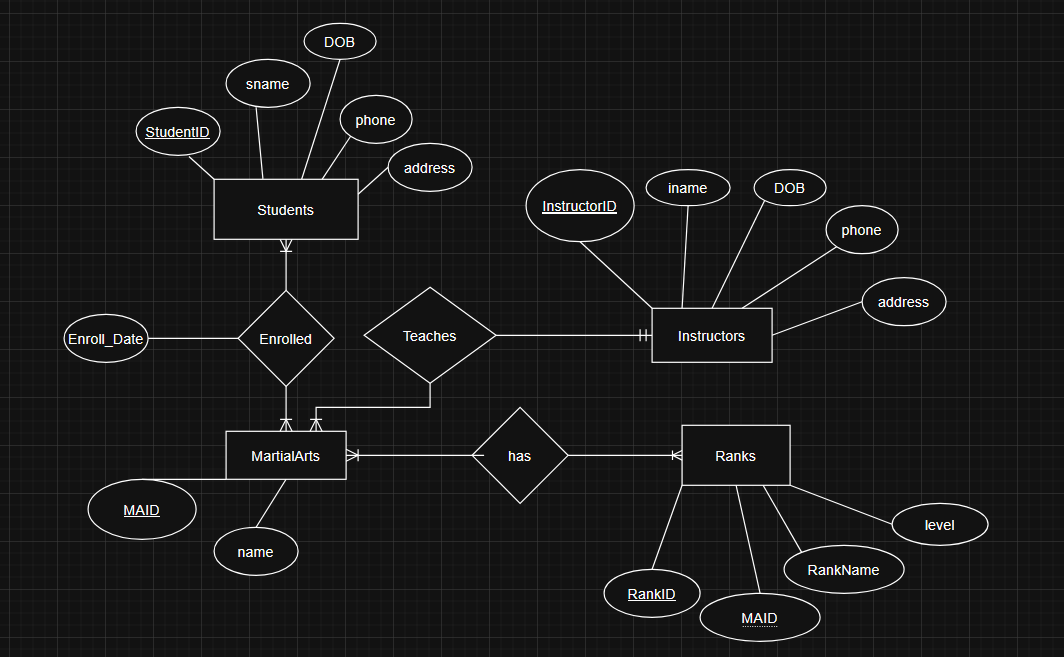 DOB
sname
phone
StudentID
address
Students
InstructorID
iname
DOB
phone
address
Enroll_Date
Enrolled
Teaches
Instructors
MartialArts
has
Ranks
MAID
name
level
RankName
RankID
MAID